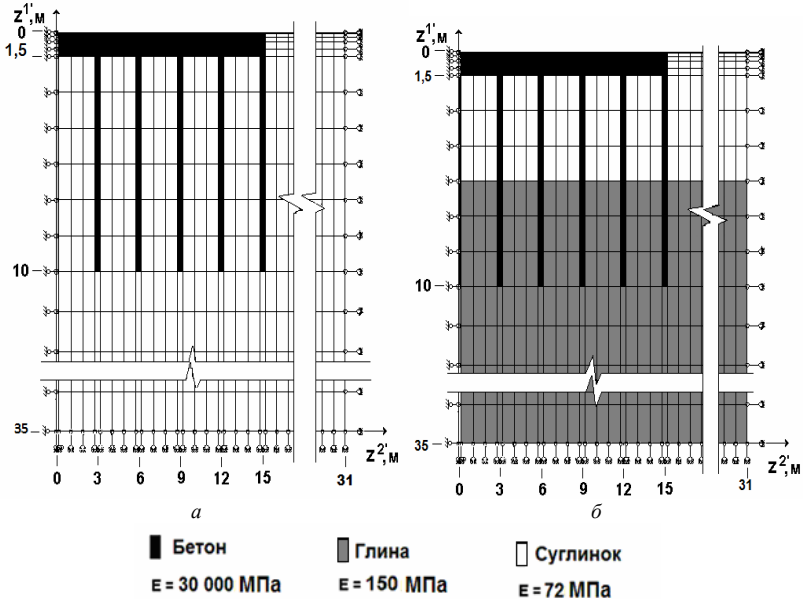 z¹',м
0
1,5
10
35
z²',м
0 3 6 9 12 15 31
а
z¹',м
0
1,5
10
35
z²',м
0 3 6 9 12 15 31
б
Бетон
E = 30 000 МПа
Глина
E = 150 МПа
Суглинок
E = 72 МПа